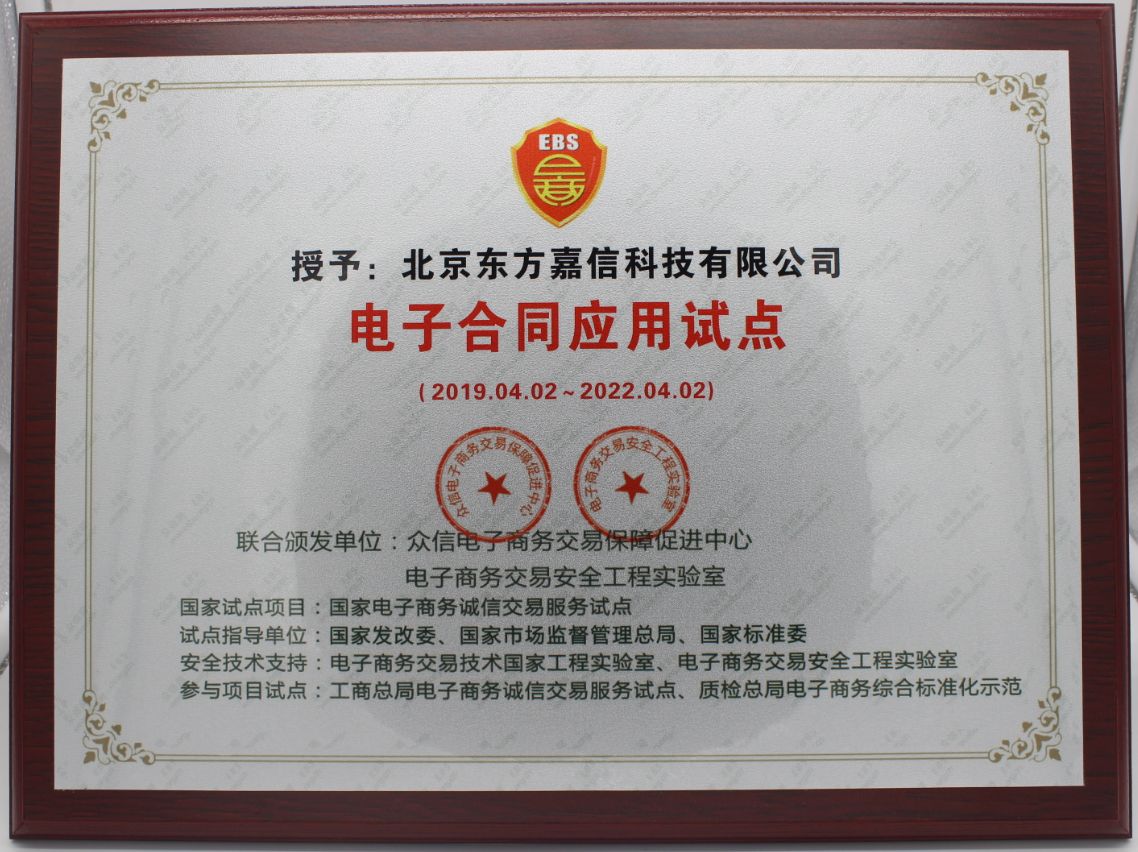 EBS
授予：北京东方嘉信科技有限公司
电子合同应用试点
(2019.04.02~2022.04.02)
众信电子商务交易保障促进中心
电子商务交易安全工程实验室
联合颁发单位：众信电子商务交易保障促进中心
电子商务交易安全工程实验室
国家试点项目：国家电子商务诚信交易服务试点
试点指导单位：国家发改委、国家市场监督管理总局、国家标准委
安全技术支持：电子商务交易技术国家工程实验室、电子商务交易安全工程实验室
参与项目试点：工商总局电子商务诚信交易服务试点、质检总局电子商务综合标准化示范